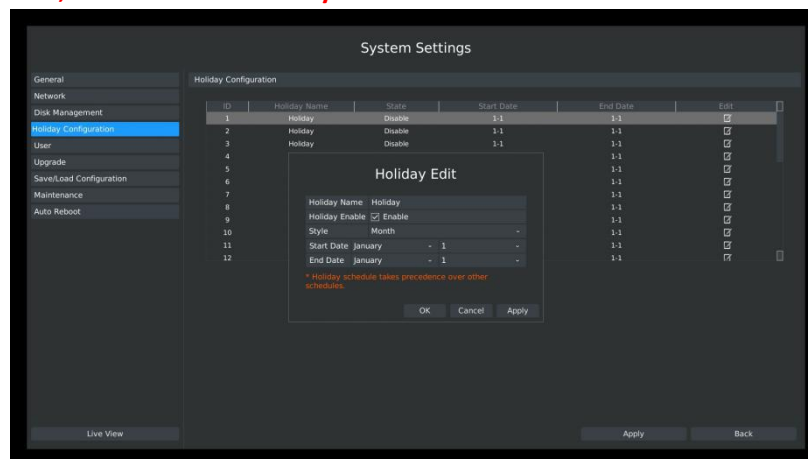 System Settings
General
Network
Disk Management
Holiday Configuration
User
Upgrade
Save/Load Configuration
Maintenance
Auto Reboot
Live View
Holiday Configuration
ID Holiday Name State Start Date End Date Edit
1 Holiday Disable 1-1 1-1
2 Holiday Disable 1-1 1-1
3 Holiday Disable 1-1 1-1
4 1-1
5 1-1
6 1-1
7 1-1
8 1-1
9 1-1
10 1-1
11 1-1
12 1-1
Holiday Edit
Holiday Name Holiday
Holiday Enable Enable
Style Month
Start Date January 1
End Date January 1
* Holiday schedule takes precedence over other
schedules.
OK Cancel Apply
Apply Back